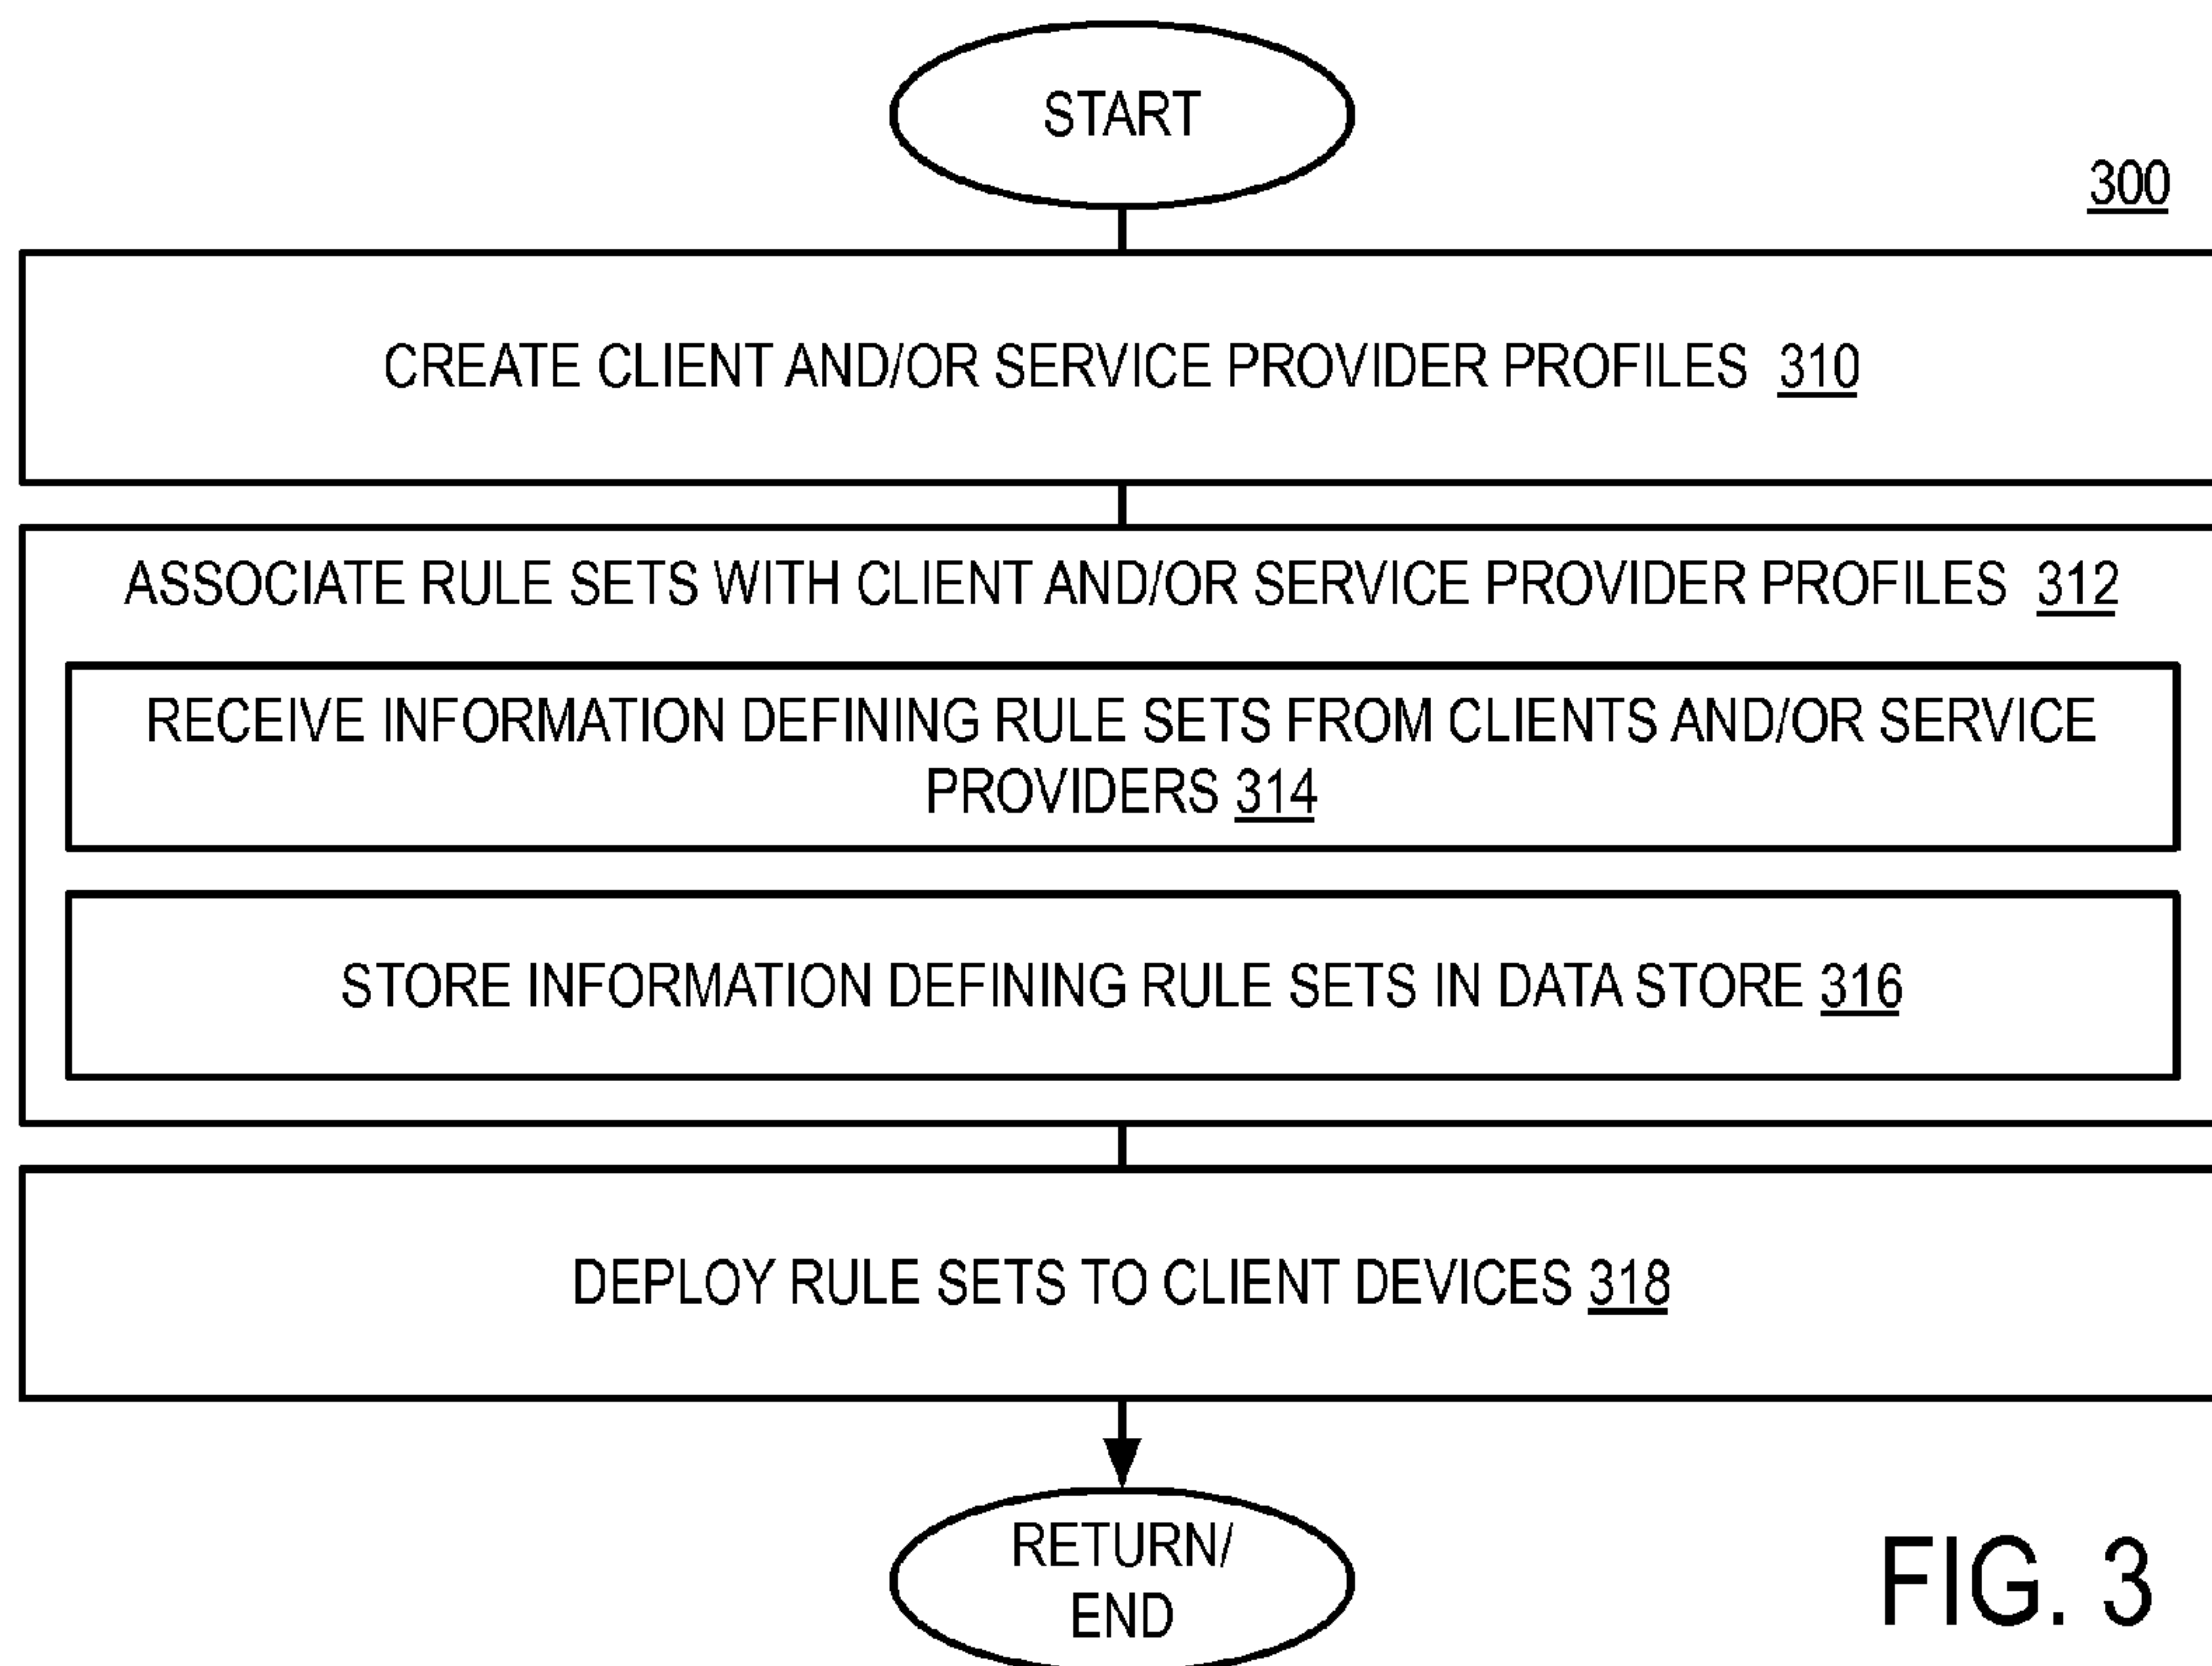 START
300
CREATE CLIENT AND/OR SERVICE PROVIDER PROFILES 310
ASSOCIATE RULE SETS WITH CLIENT AND/OR SERVICE PROVIDER PROFILES 312
RECEIVE INFORMATION DEFINING RULE SETS FROM CLIENTS AND/OR SERVICE
PROVIDERS 314
STORE INFORMATION DEFINING RULE SETS IN DATA STORE 316
DEPLOY RULE SETS TO CLIENT DEVICES 318
RETURN/
END
FIG. 3